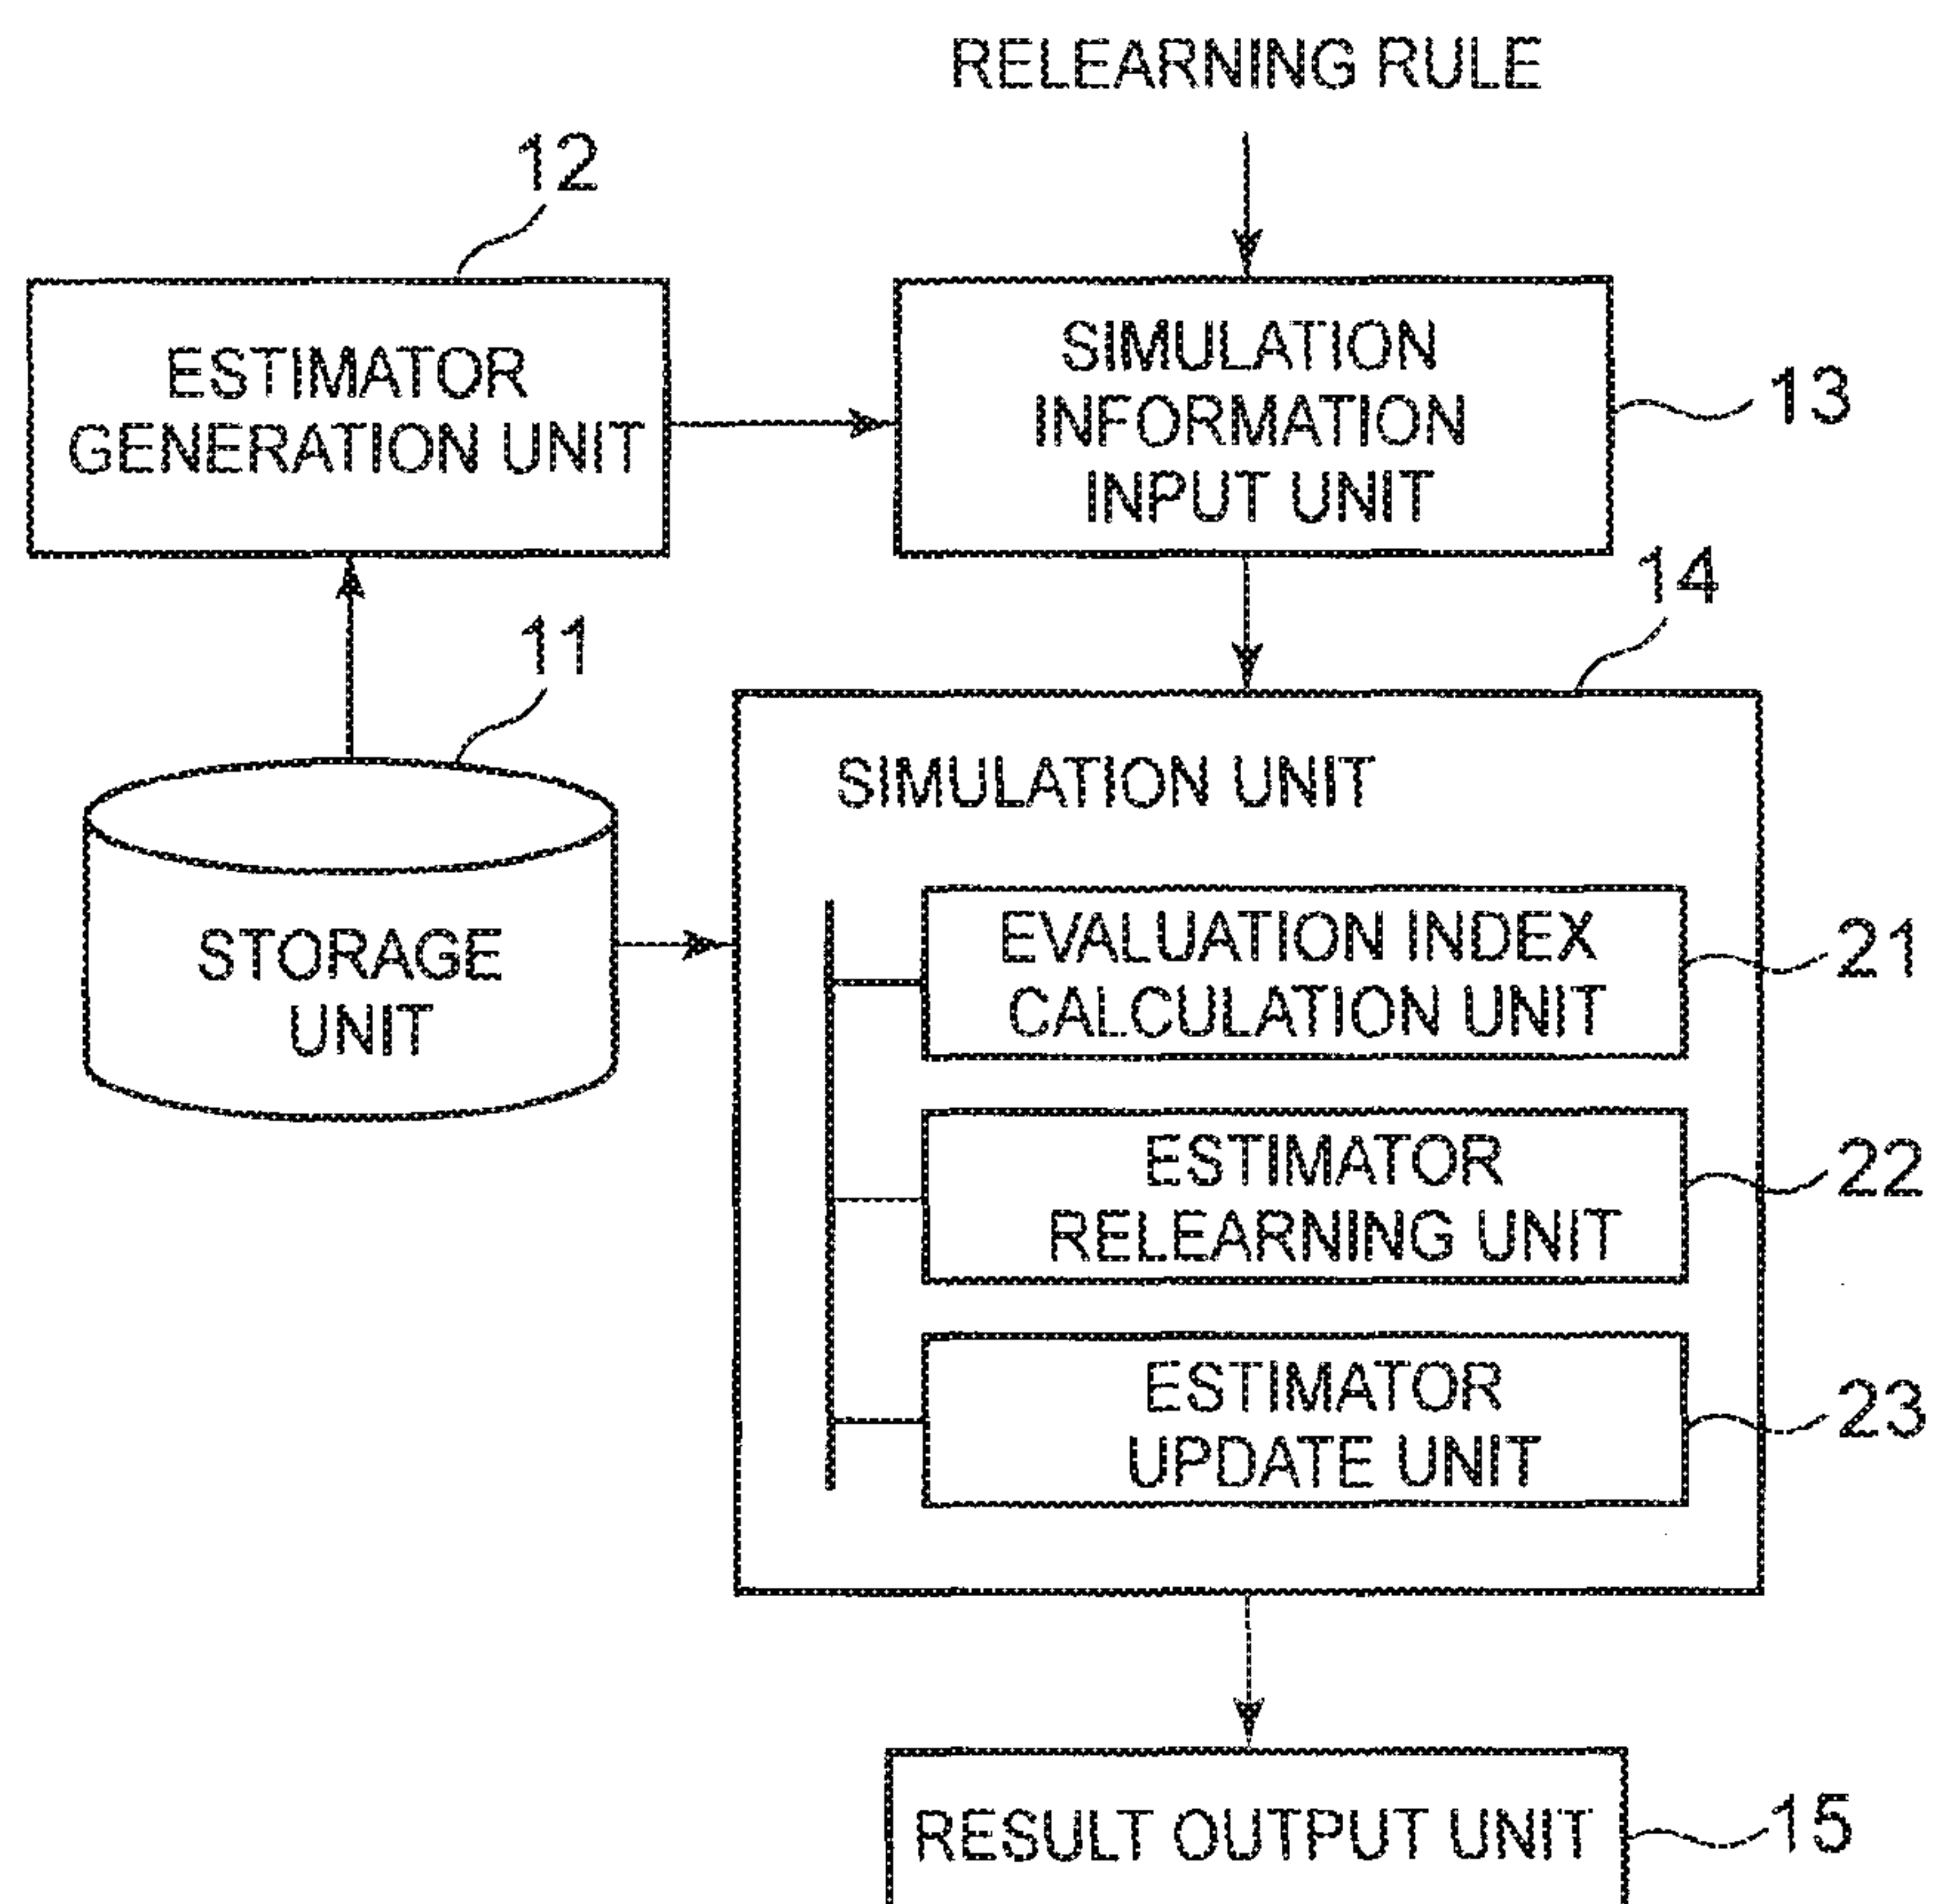 RELEARNING RULE
12
ESTIMATOR
GENERATION UNIT
SIMULATION
INFORMATION
INPUT UNIT
13
14
11
STORAGE
UNIT
SIMULATION UNIT
EVALUATION INDEX
CALCULATION UNIT
21
ESTIMATOR
RELEARNING UNIT
22
ESTIMATOR
UPDATE UNIT
23
RESULT OUTPUT UNIT
15